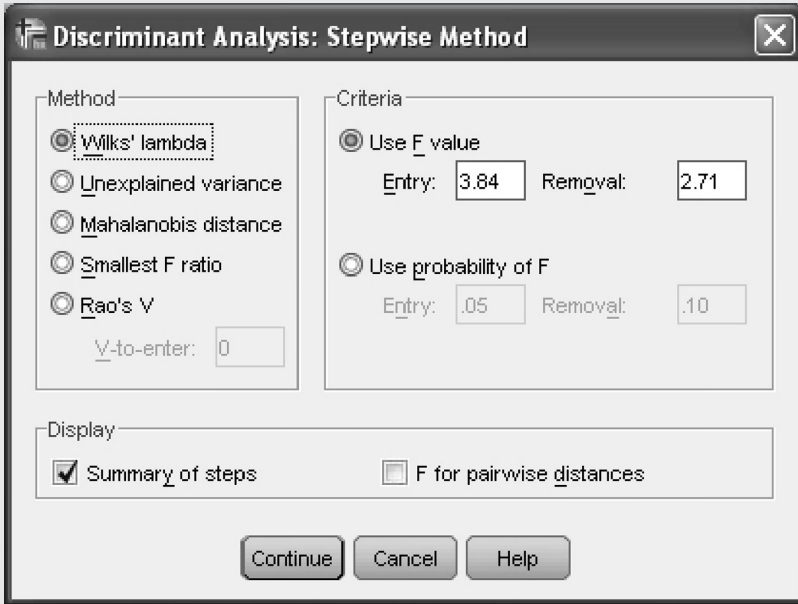 Discriminant Analysis: Stepwise Method
Method
Wilks' lambda
Unexplained variance
Mahalanobis distance
Smallest F ratio
Rao's V
V-to-enter: 0
Criteria
Use F value
Entry: 3.84 Removal: 2.71
Use probability of F
Entry: .05 Removal: .10
Display
Summary of steps F for pairwise distances
Continue Cancel Help